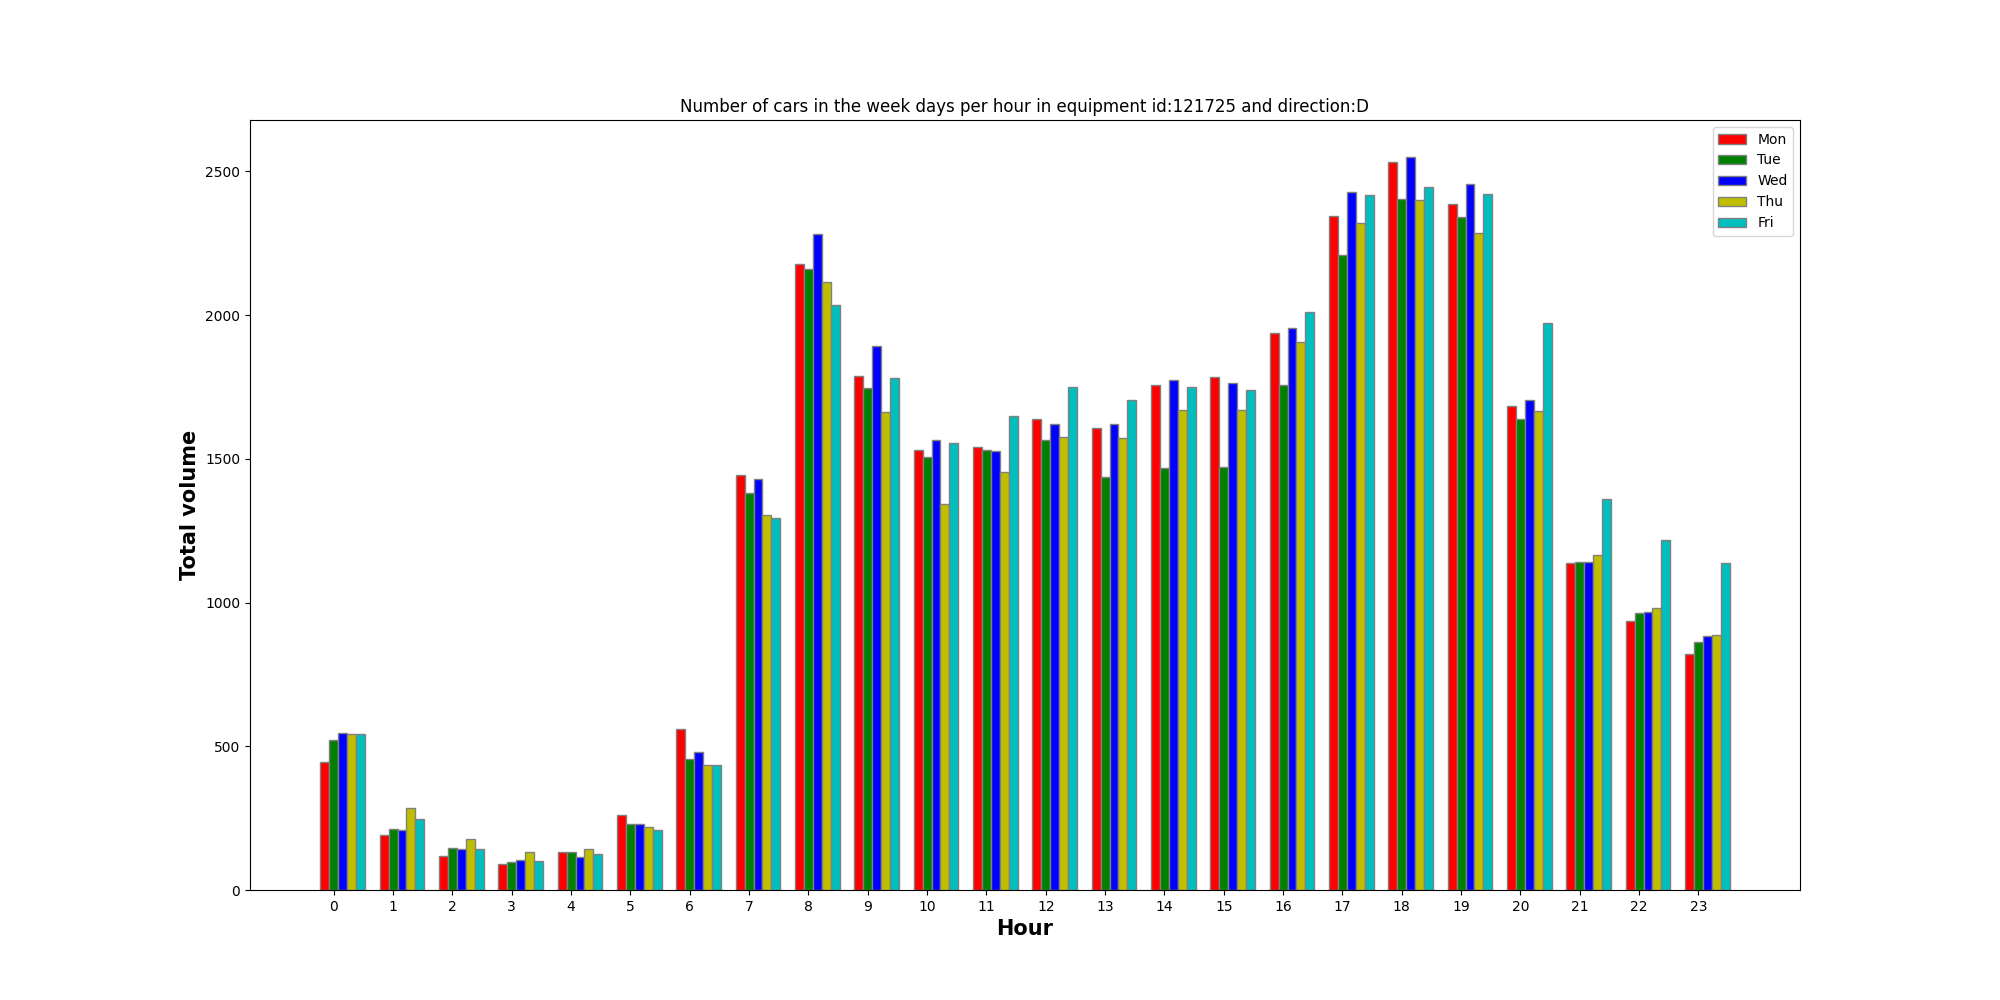 Number of cars in the week days per hour in equipment id:121725 and direction:D
Mon
Tue
Wed
Thu
Fri
2500
2000
1500
1000
500
0
Total volume
0 1 2 3 4 5 6 7 8 9 10 11 12 13 14 15 16 17 18 19 20 21 22 23
Hour